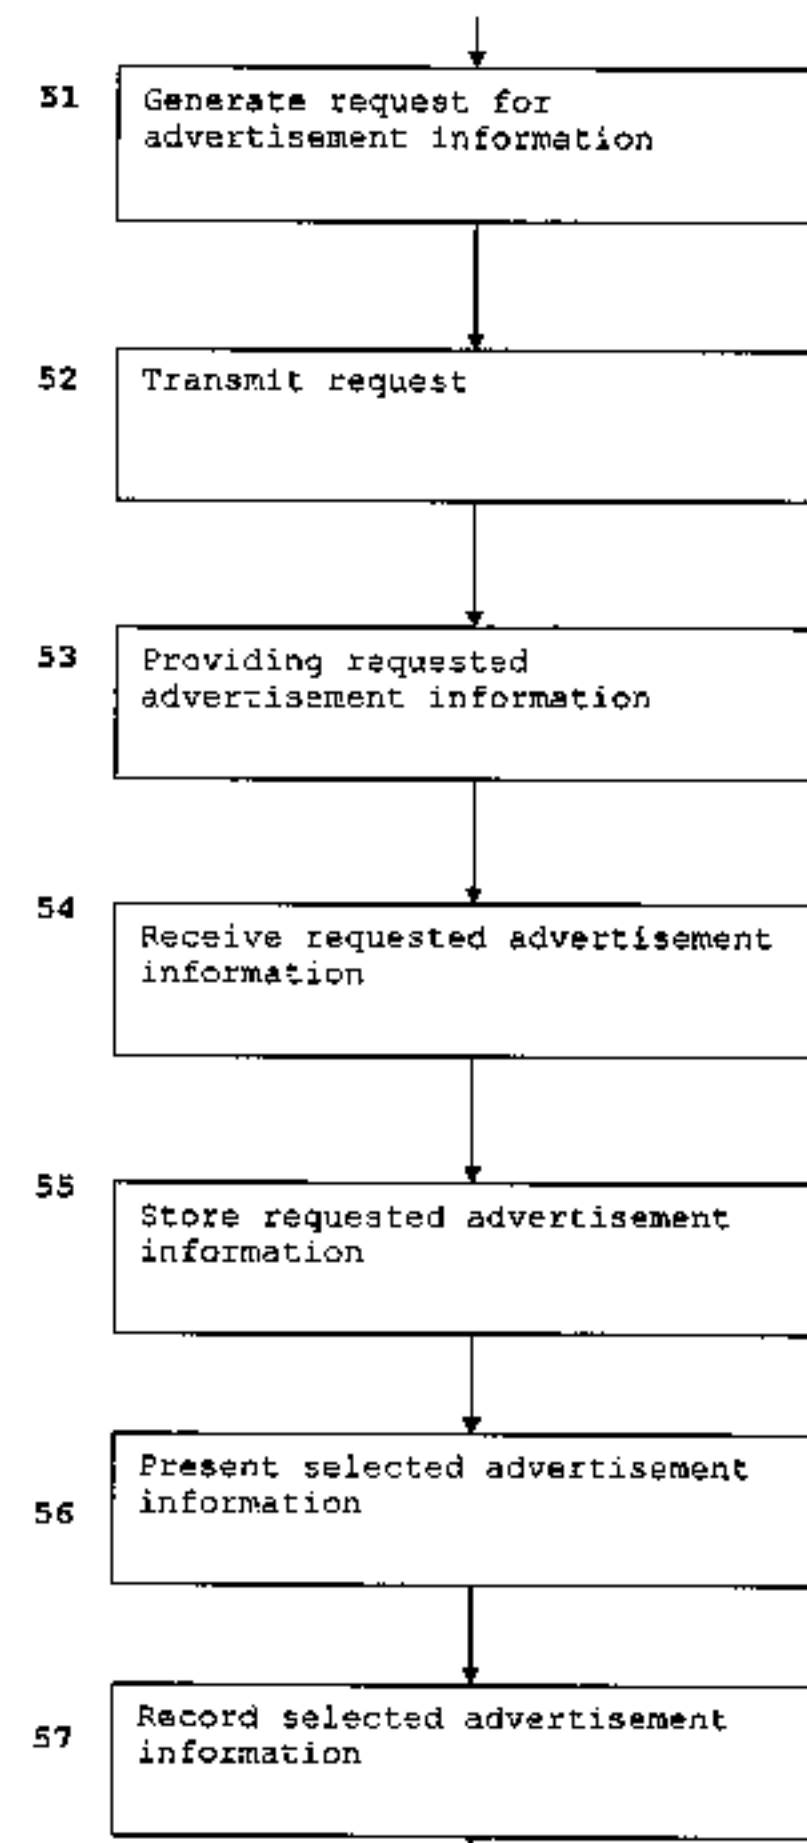 51
Generate request for
advertisement information
52
Transmit request
53
Providing requested
advertisement information
54
Receive requested advertisement
information
55
Store requested advertisement
information
Present selected advertisement
information
56
Record selected advertisement
information
57